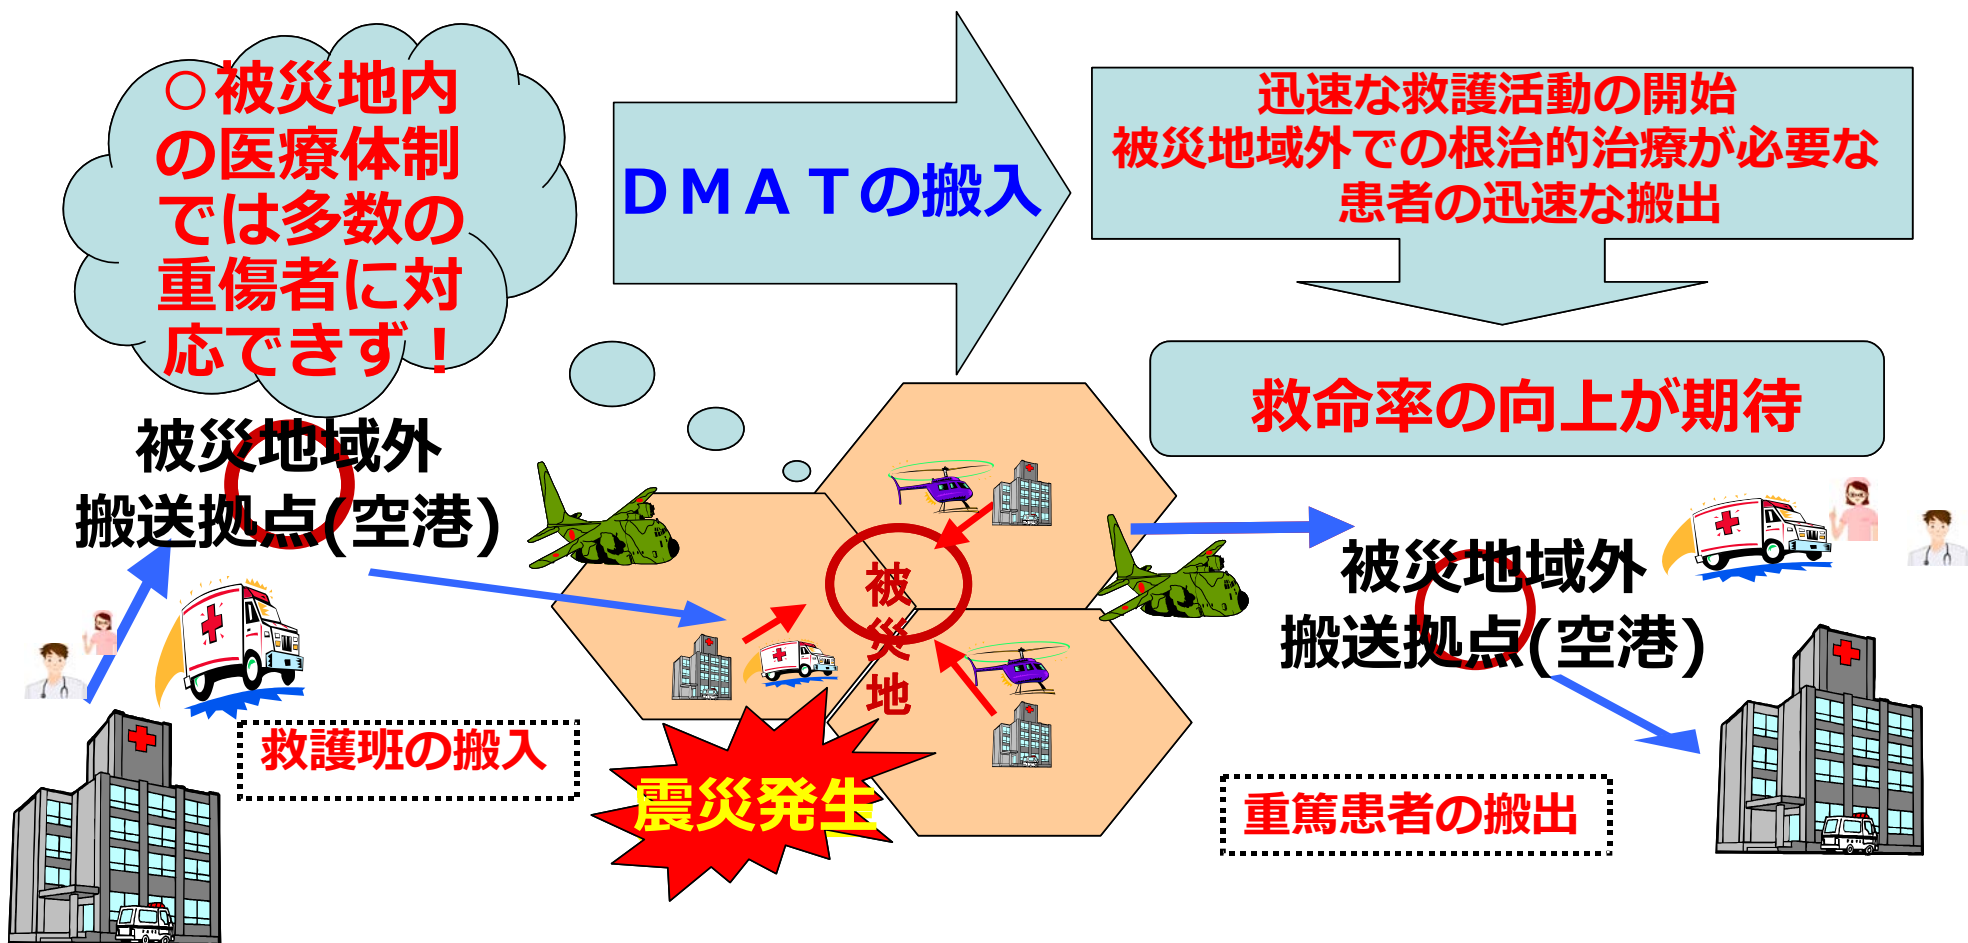 ○被災地内
の医療体制
では多数の
重傷者に対
応できず！
ＤＭＡＴの搬入
迅速な救護活動の開始
被災地域外での根治的治療が必要な
患者の迅速な搬出
救命率の向上が期待
被災地域外
搬送拠点(空港)
被
災
地
被災地域外
搬送拠点(空港)
救護班の搬入
震災発生
重篤患者の搬出